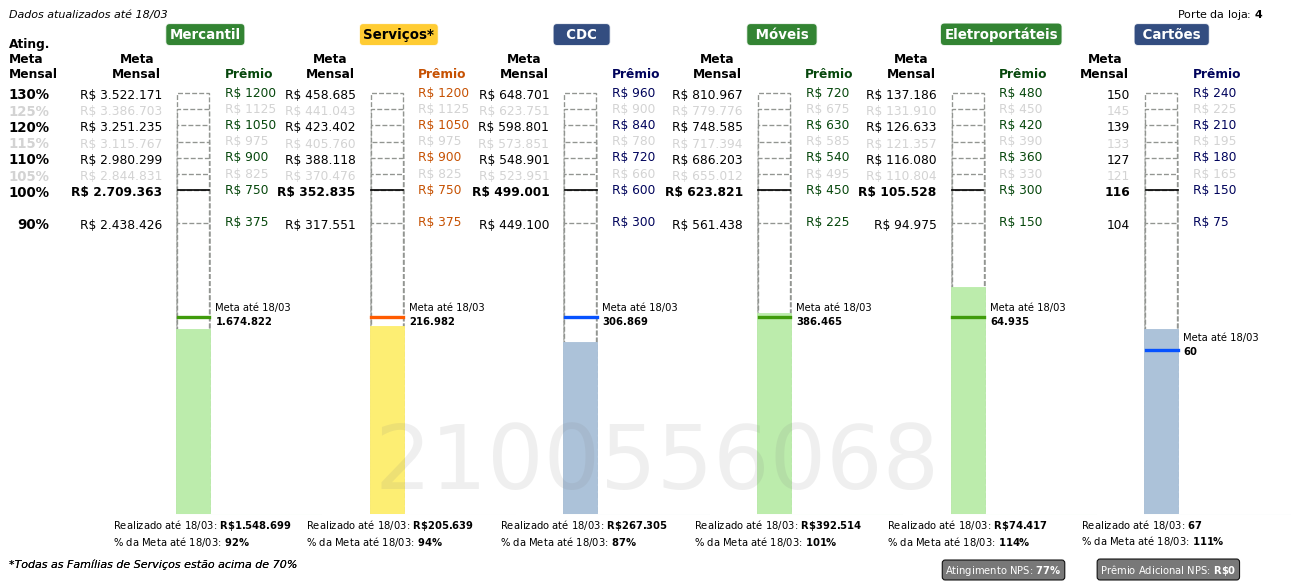 Dados atualizados até 18/03
Porte da loja: 4
Mercantil Serviços* CDC Móveis Eletroportáteis Cartões
Ating. Meta Mensal
Meta Mensal Prêmio Meta Mensal Prêmio Meta Mensal Prêmio Meta Mensal Prêmio Meta Mensal Prêmio Meta Mensal Prêmio
130% R$ 3.522.171 R$ 1200 R$ 458.685 R$ 1200 R$ 648.701 R$ 960 R$ 810.967 R$ 720 R$ 137.186 R$ 480 150 R$ 240
125% R$ 3.386.703 R$ 1125 R$ 441.043 R$ 1125 R$ 623.751 R$ 900 R$ 779.776 R$ 675 R$ 131.910 R$ 450 145 R$ 225
120% R$ 3.251.235 R$ 1050 R$ 423.402 R$ 1050 R$ 598.801 R$ 840 R$ 748.585 R$ 630 R$ 126.633 R$ 420 139 R$ 210
115% R$ 3.115.767 R$ 975 R$ 405.760 R$ 975 R$ 573.851 R$ 780 R$ 717.394 R$ 585 R$ 121.357 R$ 390 133 R$ 195
110% R$ 2.980.299 R$ 900 R$ 388.118 R$ 900 R$ 548.901 R$ 720 R$ 686.203 R$ 540 R$ 116.080 R$ 360 127 R$ 180
105% R$ 2.844.831 R$ 825 R$ 370.476 R$ 825 R$ 523.951 R$ 660 R$ 655.012 R$ 495 R$ 110.804 R$ 330 121 R$ 165
100% R$ 2.709.363 R$ 750 R$ 352.835 R$ 750 R$ 499.001 R$ 600 R$ 623.821 R$ 450 R$ 105.528 R$ 300 116 R$ 150
90% R$ 2.438.426 R$ 375 R$ 317.551 R$ 375 R$ 449.100 R$ 300 R$ 561.438 R$ 225 R$ 94.975 R$ 150 104 R$ 75
Meta até 18/03 Meta até 18/03 Meta até 18/03 Meta até 18/03 Meta até 18/03
1.674.822 216.982 306.869 386.465 64.935
Meta até 18/03
60
2100556068
Realizado até 18/03: R$1.548.699 Realizado até 18/03: R$205.639 Realizado até 18/03: R$267.305 Realizado até 18/03: R$392.514 Realizado até 18/03: R$74.417 Realizado até 18/03: 67
% da Meta até 18/03: 92% % da Meta até 18/03: 94% % da Meta até 18/03: 87% % da Meta até 18/03: 101% % da Meta até 18/03: 114% % da Meta até 18/03: 111%
*Todas as Famílias de Serviços estão acima de 70%
Atingimento NPS: 77% Prêmio Adicional NPS: R$0